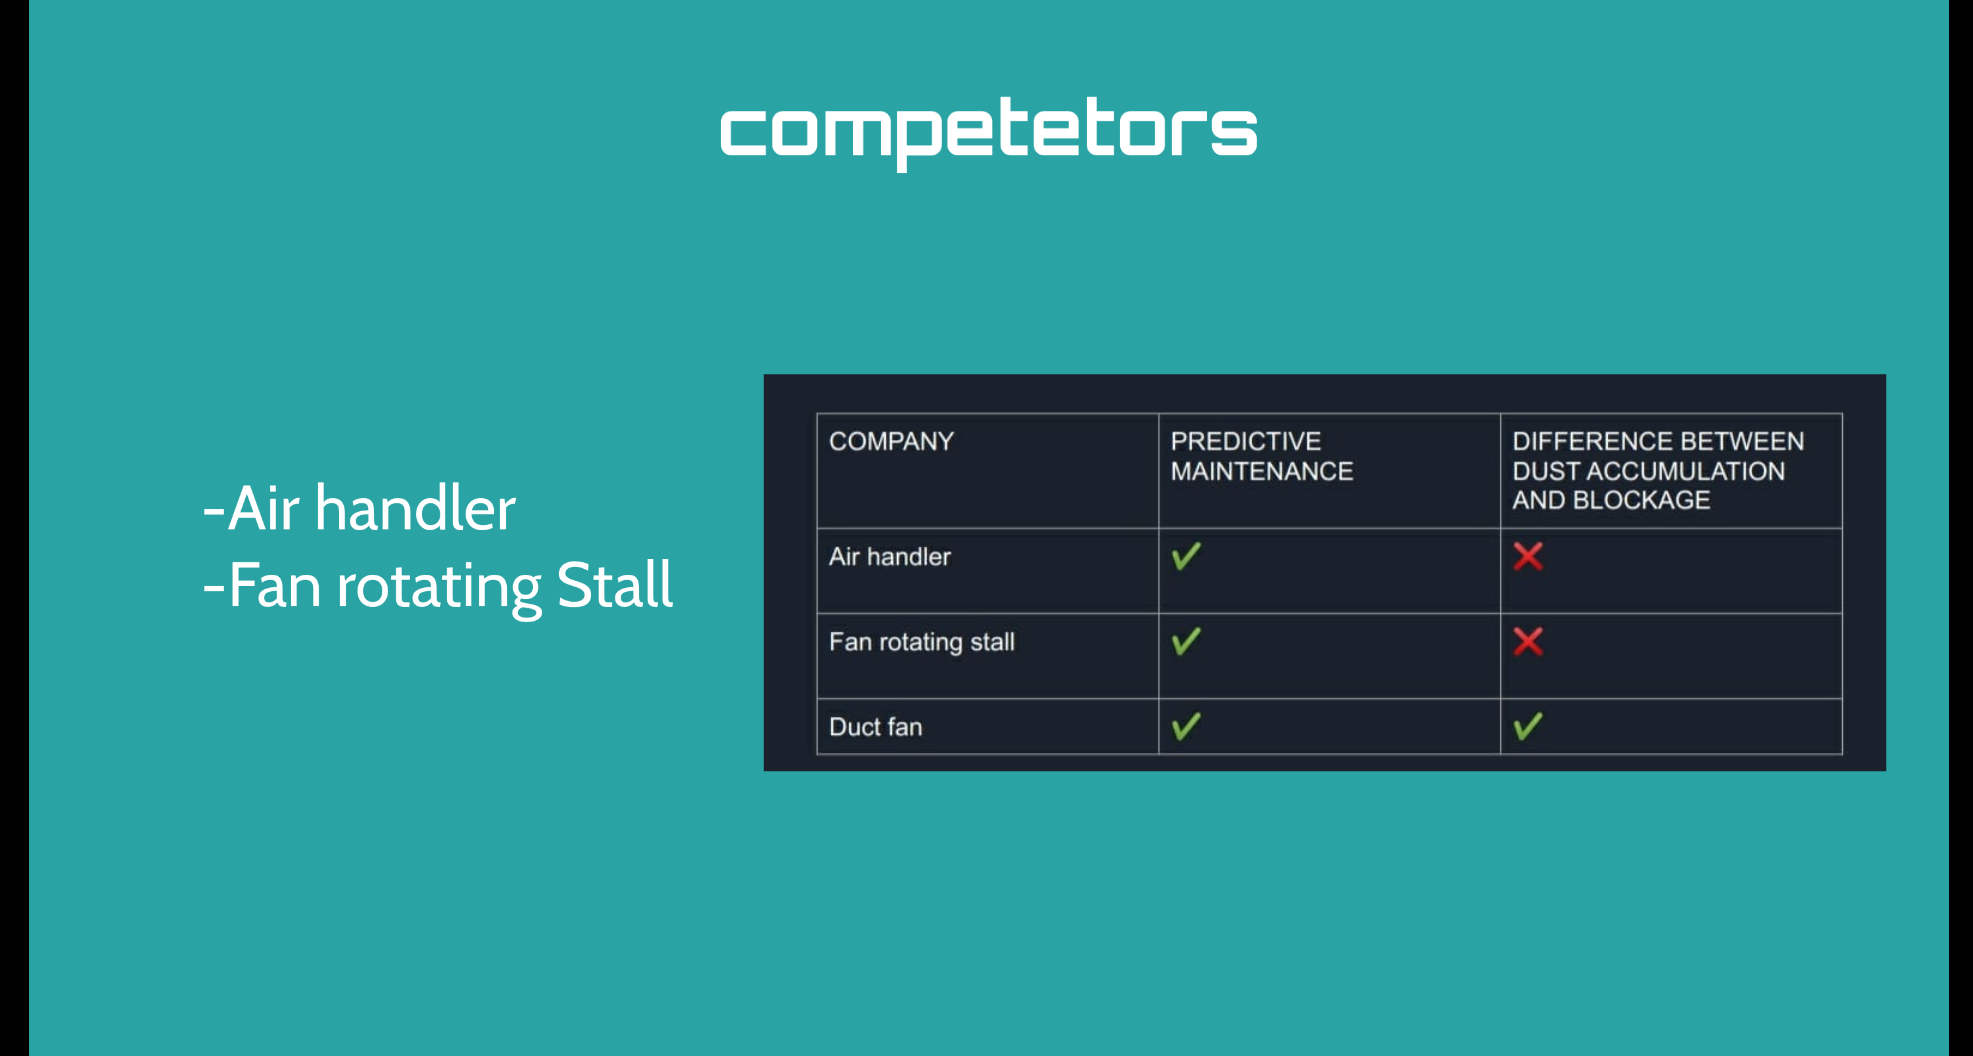 competetors
-Air handler
-Fan rotating Stall
COMPANY
PREDICTIVE
MAINTENANCE
DIFFERENCE BETWEEN
DUST ACCUMULATION
AND BLOCKAGE
Air handler ✔ ❌
Fan rotating stall ✔ ❌
Duct fan ✔ ✔